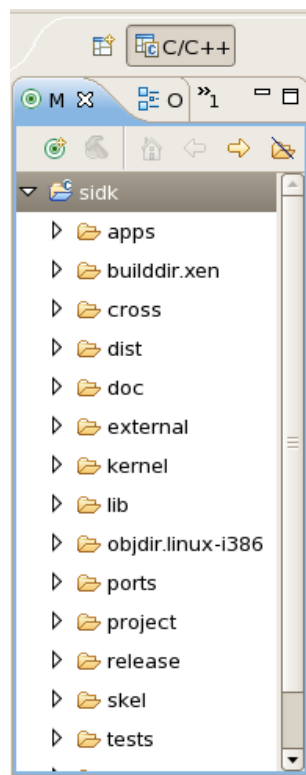 C/C++
M O »1
sidk
apps
builddir.xen
cross
dist
doc
external
kernel
lib
objdir.linux-i386
ports
project
release
skel
tests